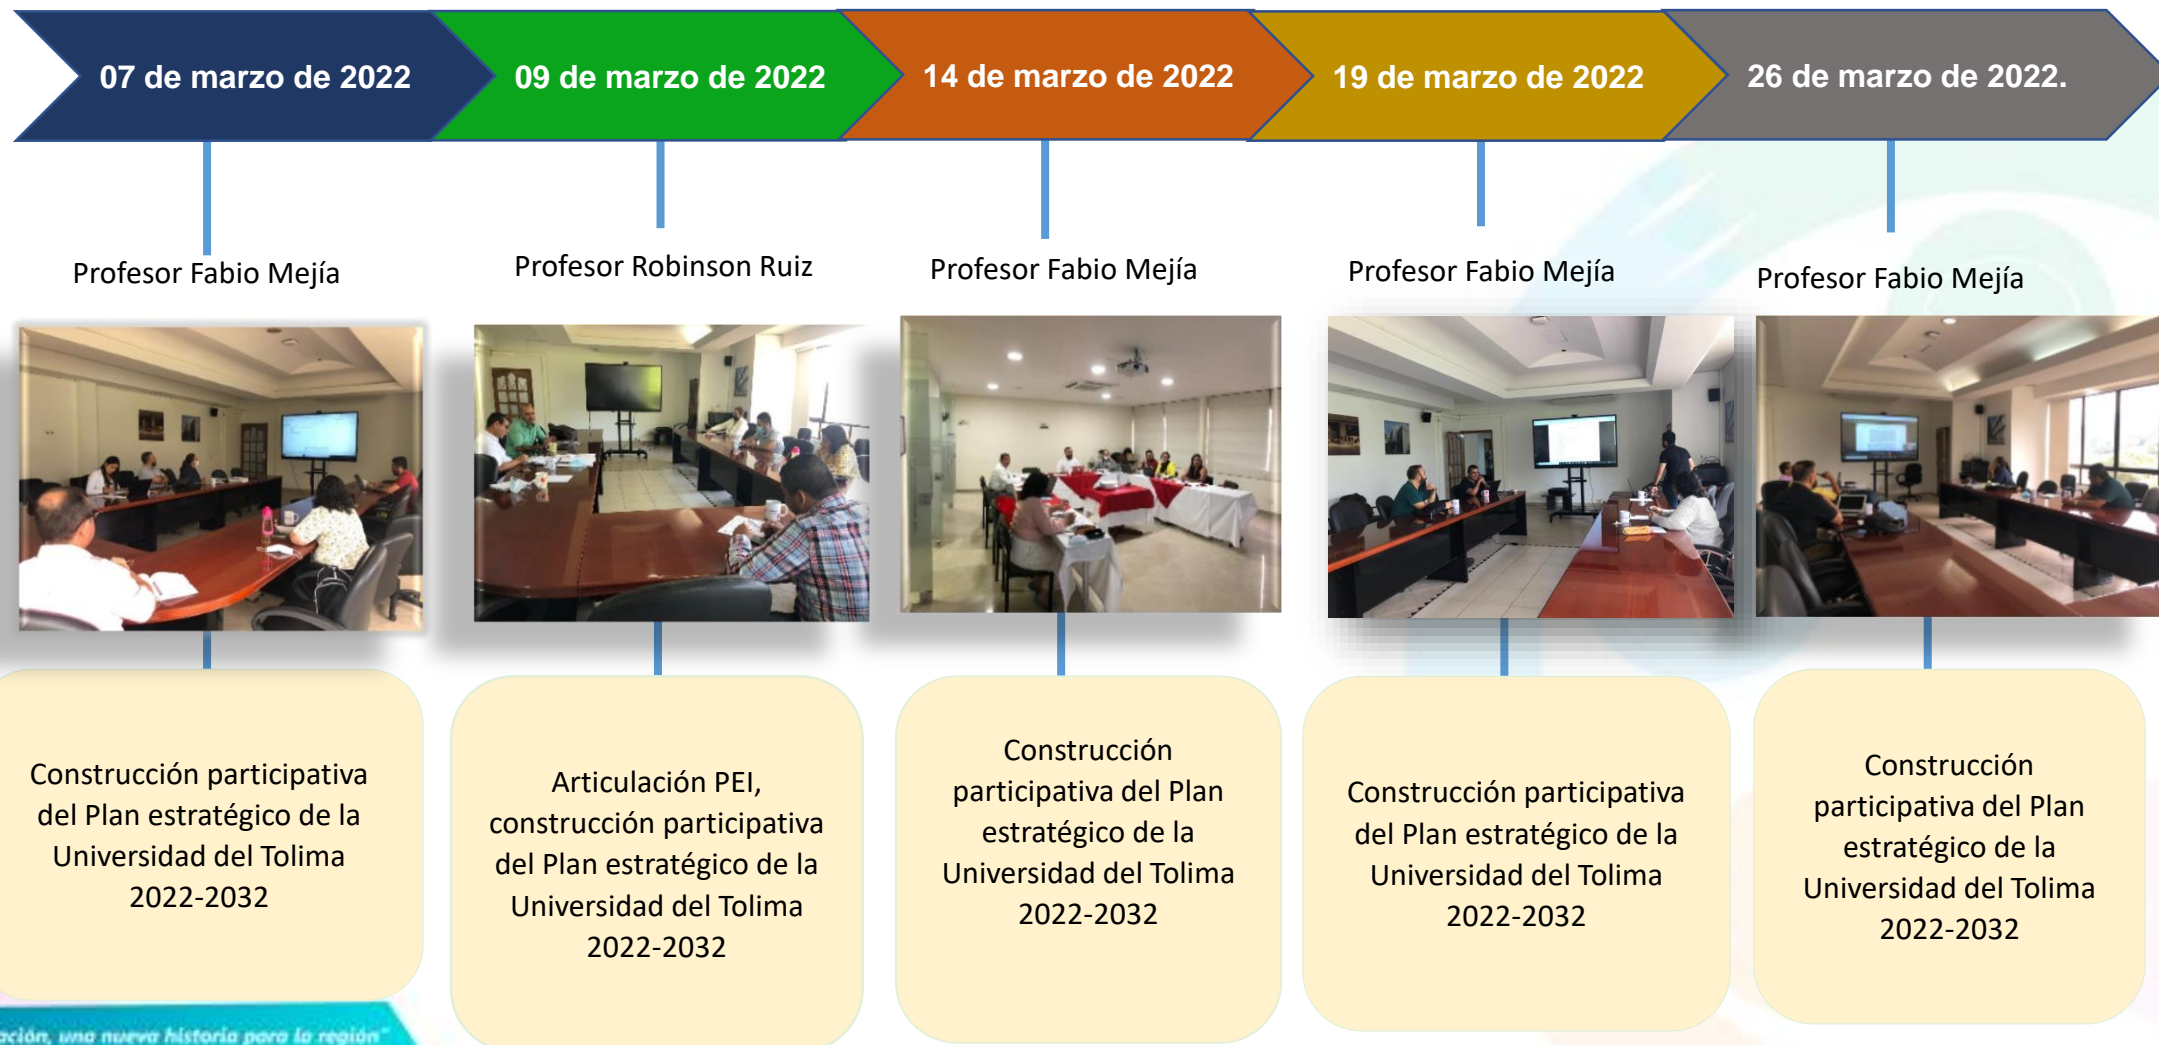 07 de marzo de 2022
09 de marzo de 2022
14 de marzo de 2022
19 de marzo de 2022
26 de marzo de 2022.
Profesor Fabio Mejía
Profesor Robinson Ruiz
Profesor Fabio Mejía
Profesor Fabio Mejía
Profesor Fabio Mejía
Construcción participativa
del Plan estratégico de la
Universidad del Tolima
2022-2032
Articulación PEI,
construcción participativa
del Plan estratégico de la
Universidad del Tolima
2022-2032
Construcción
participativa del Plan
estratégico de la
Universidad del Tolima
2022-2032
Construcción participativa
del Plan estratégico de la
Universidad del Tolima
2022-2032
Construcción
participativa del Plan
estratégico de la
Universidad del Tolima
2022-2032
ación, una nueva historia para la región"